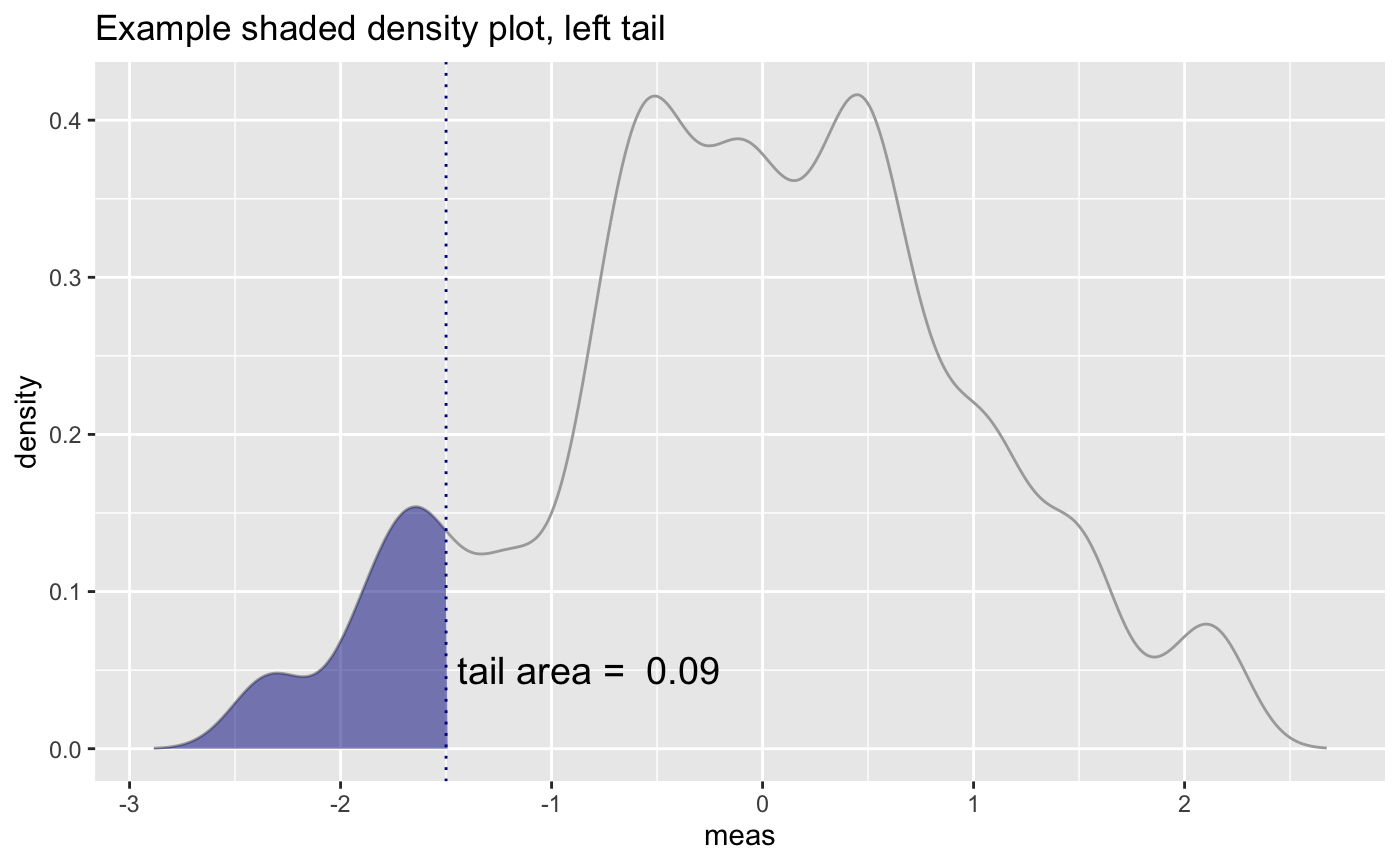 Example shaded density plot, left tail
0.4
0.3
0.2
0.1
0.0
density
tail area =  0.09
-3 -2 -1 0 1 2
meas